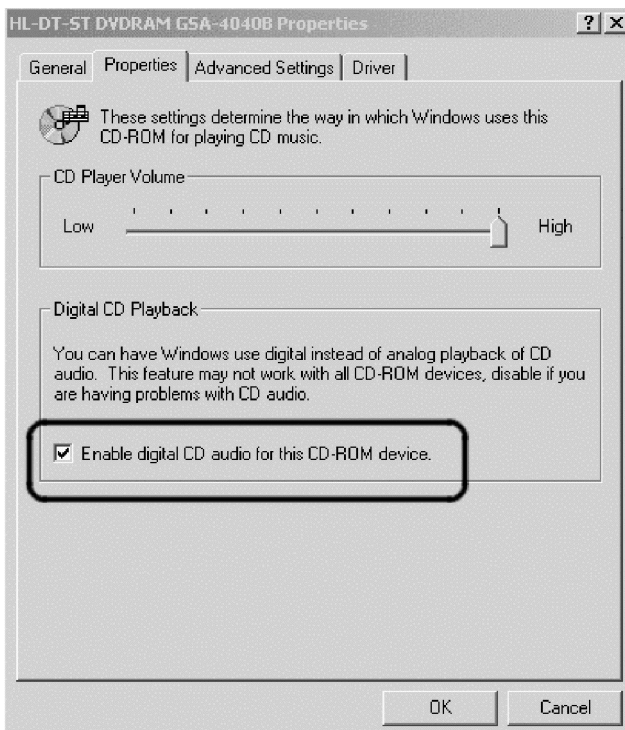 HL-DT-ST DVDRAM GSA-4040B Properties
General Properties Advanced Settings Driver
These settings determine the way in which Windows uses this
CD-ROM for playing CD music.
CD Player Volume
Low High
Digital CD Playback
You can have Windows use digital instead of analog playback of CD
audio. This feature may not work with all CD-ROM devices, disable if you
are having problems with CD audio.
Enable digital CD audio for this CD-ROM device.
OK Cancel